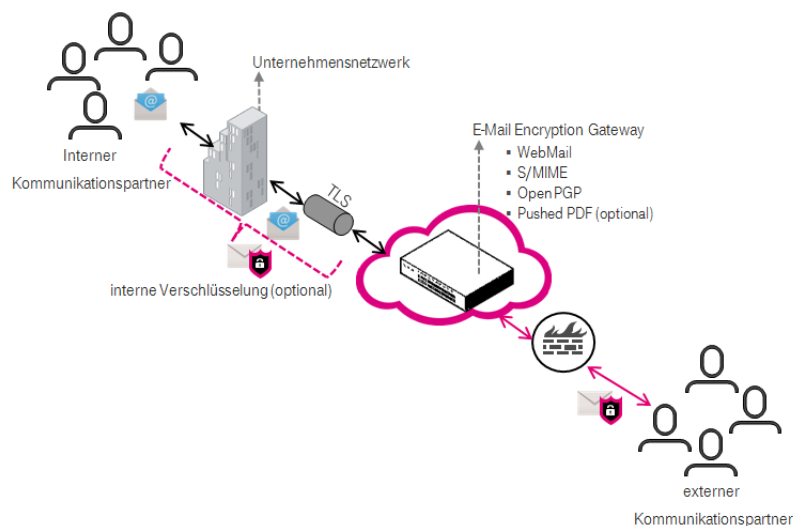 Unternehmensnetzwerk
E-Mail Encryption Gateway
▪ WebMail
▪ S/MIME
▪ OpenPGP
▪ Pushed PDF (optional)
Interner
Kommunikationspartner
TLS
interne Verschlüsselung (optional)
externer
Kommunikationspartner